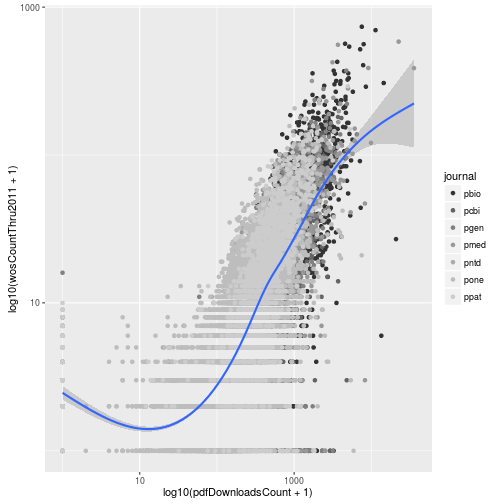 1000
10
log10(wosCountThru2011 + 1)
10
1000
log10(pdfDownloadsCount + 1)
journal
pbio
pcbi
pgen
pmed
pntd
pone
ppat